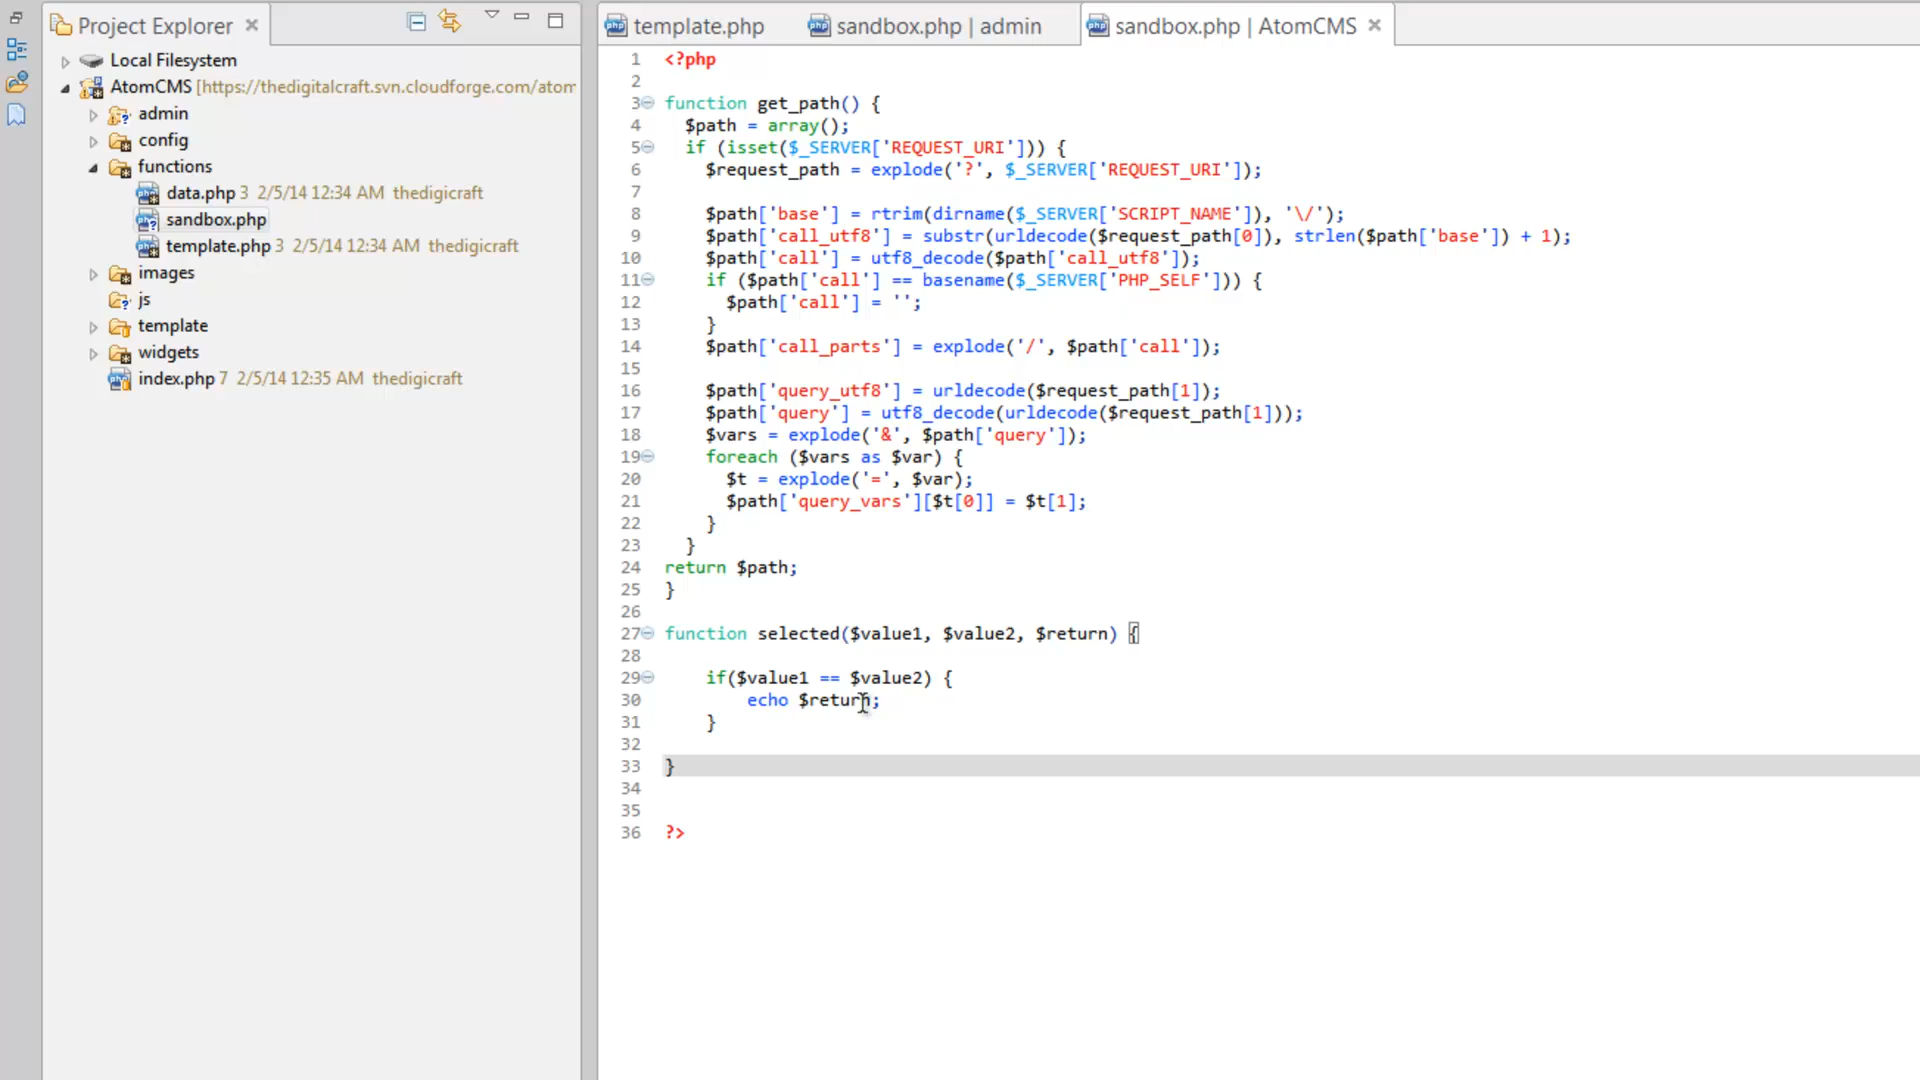 Project Explorer
Local Filesystem
AtomCMS [https://thedigitalcraft.svn.cloudforge.com/atom
admin
config
functions
data.php 3 2/5/14 12:34 AM thedigicraft
sandbox.php
template.php 3 2/5/14 12:34 AM thedigicraft
images
js
template
widgets
index.php 7 2/5/14 12:35 AM thedigicraft
template.php
sandbox.php | admin
sandbox.php | AtomCMS
1 <?php
2
3 function get_path() {
4 $path = array();
5 if (isset($_SERVER['REQUEST_URI'])) {
6 $request_path = explode('?', $_SERVER['REQUEST_URI']);
7
8 $path['base'] = rtrim(dirname($_SERVER['SCRIPT_NAME']), '\/');
9 $path['call_utf8'] = substr(urldecode($request_path[0]), strlen($path['base']) + 1);
10 $path['call'] = utf8_decode($path['call_utf8']);
11 if ($path['call'] == basename($_SERVER['PHP_SELF'])) {
12 $path['call'] = '';
13 }
14 $path['call_parts'] = explode('/', $path['call']);
15
16 $path['query_utf8'] = urldecode($request_path[1]);
17 $path['query'] = utf8_decode(urldecode($request_path[1]));
18 $vars = explode('&', $path['query']);
19 foreach ($vars as $var) {
20 $t = explode('=', $var);
21 $path['query_vars'][$t[0]] = $t[1];
22 }
23 }
24 return $path;
25 }
26
27 function selected($value1, $value2, $return) {
28
29 if($value1 == $value2) {
30 echo $return;
31 }
32
33 }
34
35
36 ?>